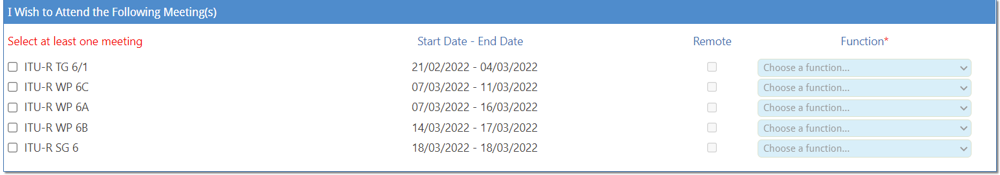 I Wish to Attend the Following Meeting(s)
Select at least one meeting Start Date - End Date Remote Function*
ITU-R TG 6/1 21/02/2022 - 04/03/2022 Choose a function...
ITU-R WP 6C 07/03/2022 - 11/03/2022 Choose a function...
ITU-R WP 6A 07/03/2022 - 16/03/2022 Choose a function...
ITU-R WP 6B 14/03/2022 - 17/03/2022 Choose a function...
ITU-R SG 6 18/03/2022 - 18/03/2022 Choose a function...